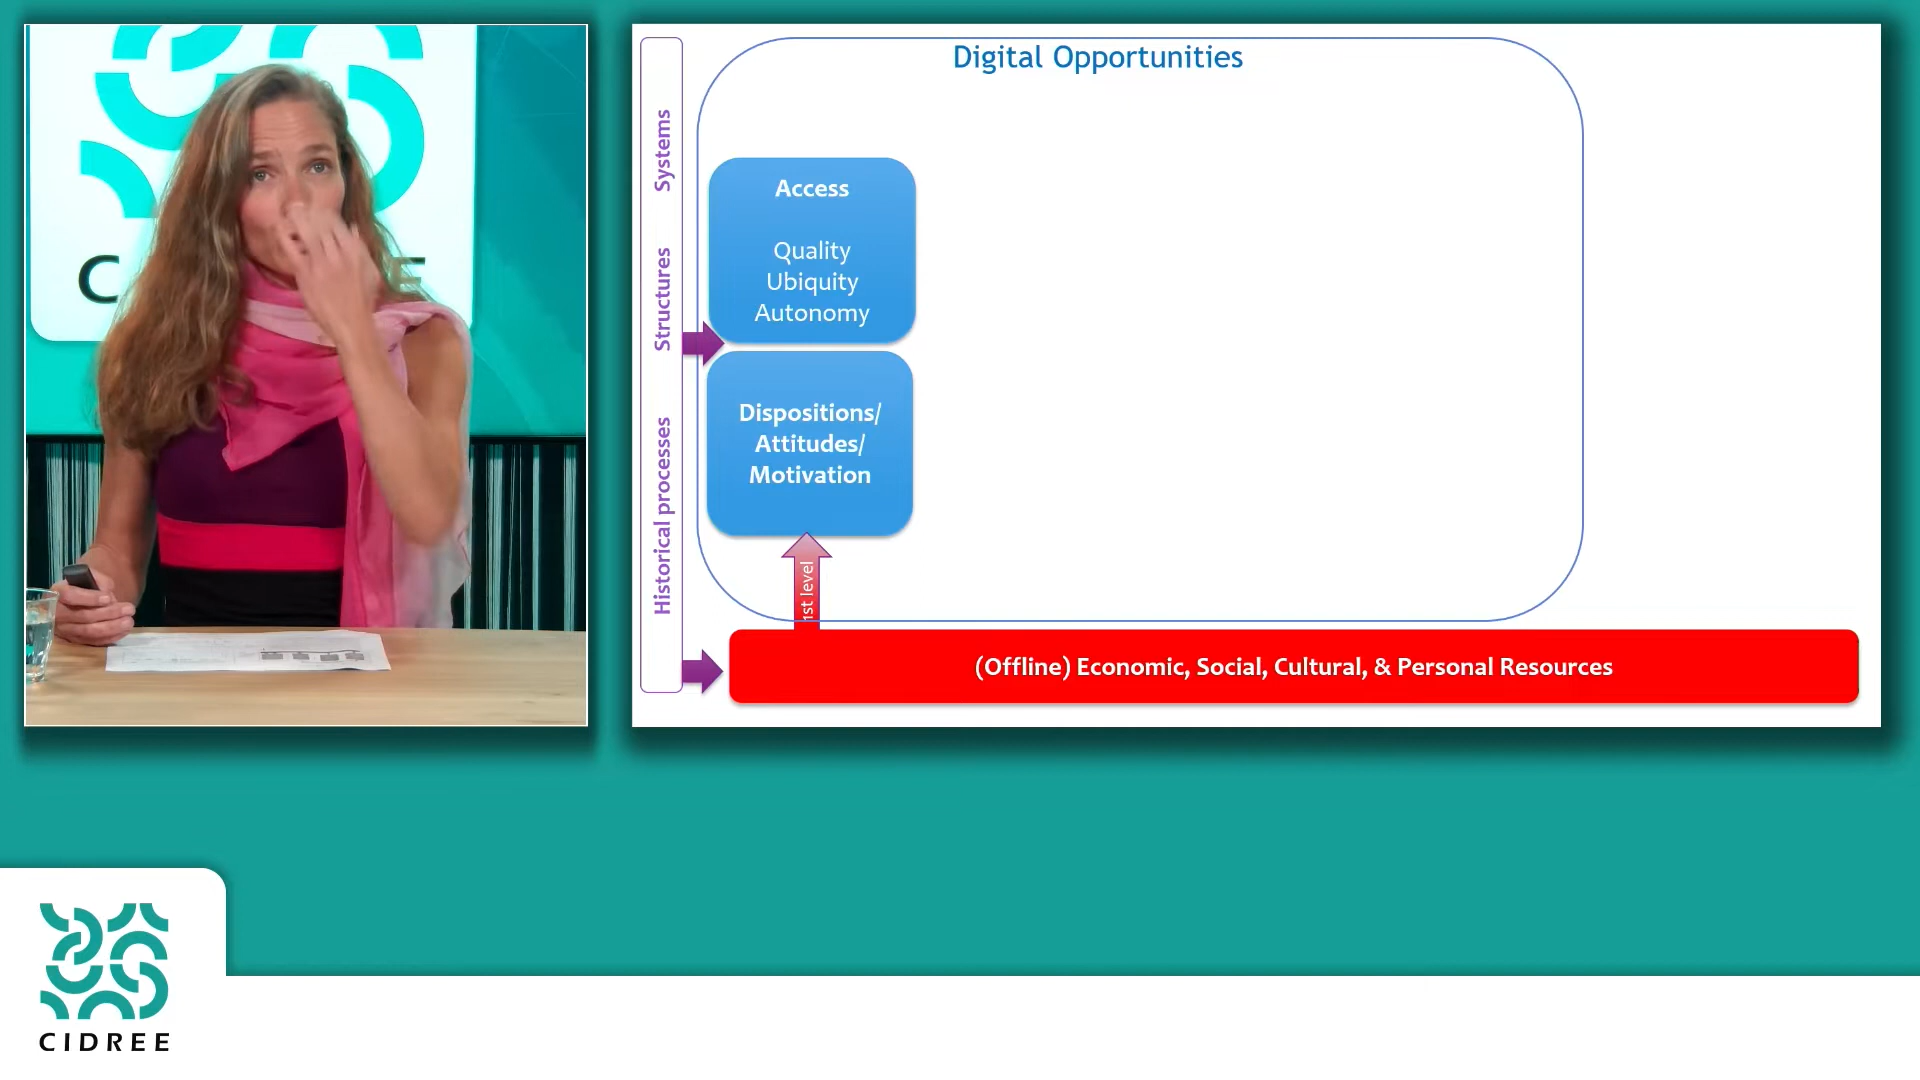 Digital Opportunities
Systems
Structures
Historical processes
Access
Quality
Ubiquity
Autonomy
Dispositions/
Attitudes/
Motivation
1st level
(Offline) Economic, Social, Cultural, & Personal Resources
C E
CIDREE